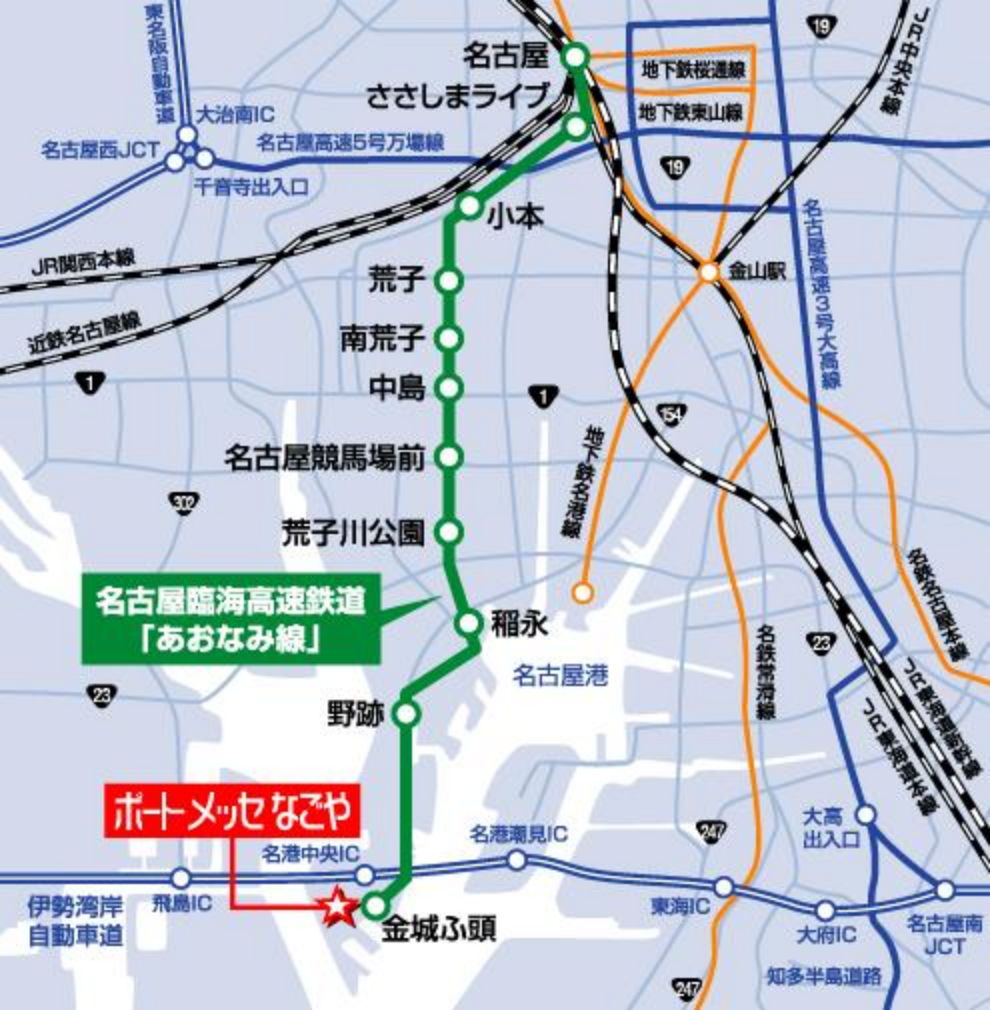 東名阪自動車道
名古屋
ささしまライブ
19
JR中央本線
地下鉄桜通線
地下鉄東山線
大治南IC
名古屋西JCT
名古屋高速5号万場線
千音寺出入口
19
小本
名古屋高速3号大高線
JR関西本線
荒子
金山駅
近鉄名古屋線
南荒子
1
中島
1
154
地下鉄名港線
名古屋競馬場前
302
荒子川公園
名古屋臨海高速鉄道
「あおなみ線」
稲永
名古屋港
名鉄常滑線
23
名鉄名古屋本線
JR東海道新幹線
JR東海道本線
23
野跡
ポートメッセなごや
大高
出入口
247
名港中央IC
名港潮見IC
伊勢湾岸
自動車道
飛島IC
金城ふ頭
東海IC
大府IC
名古屋南
JCT
知多半島道路
247